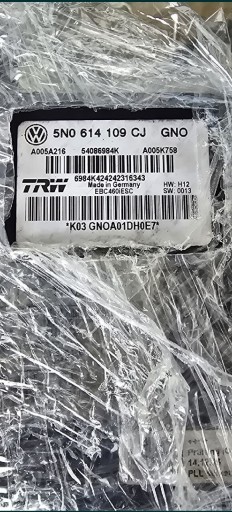 5N0 614 109 CJ GNO
A005A216 54086984K A005K758
TRW 6984K424242316343
Made in Germany HW: H12
EBC460iESC SW: 0013
*K03 GNOA01DH0E7*